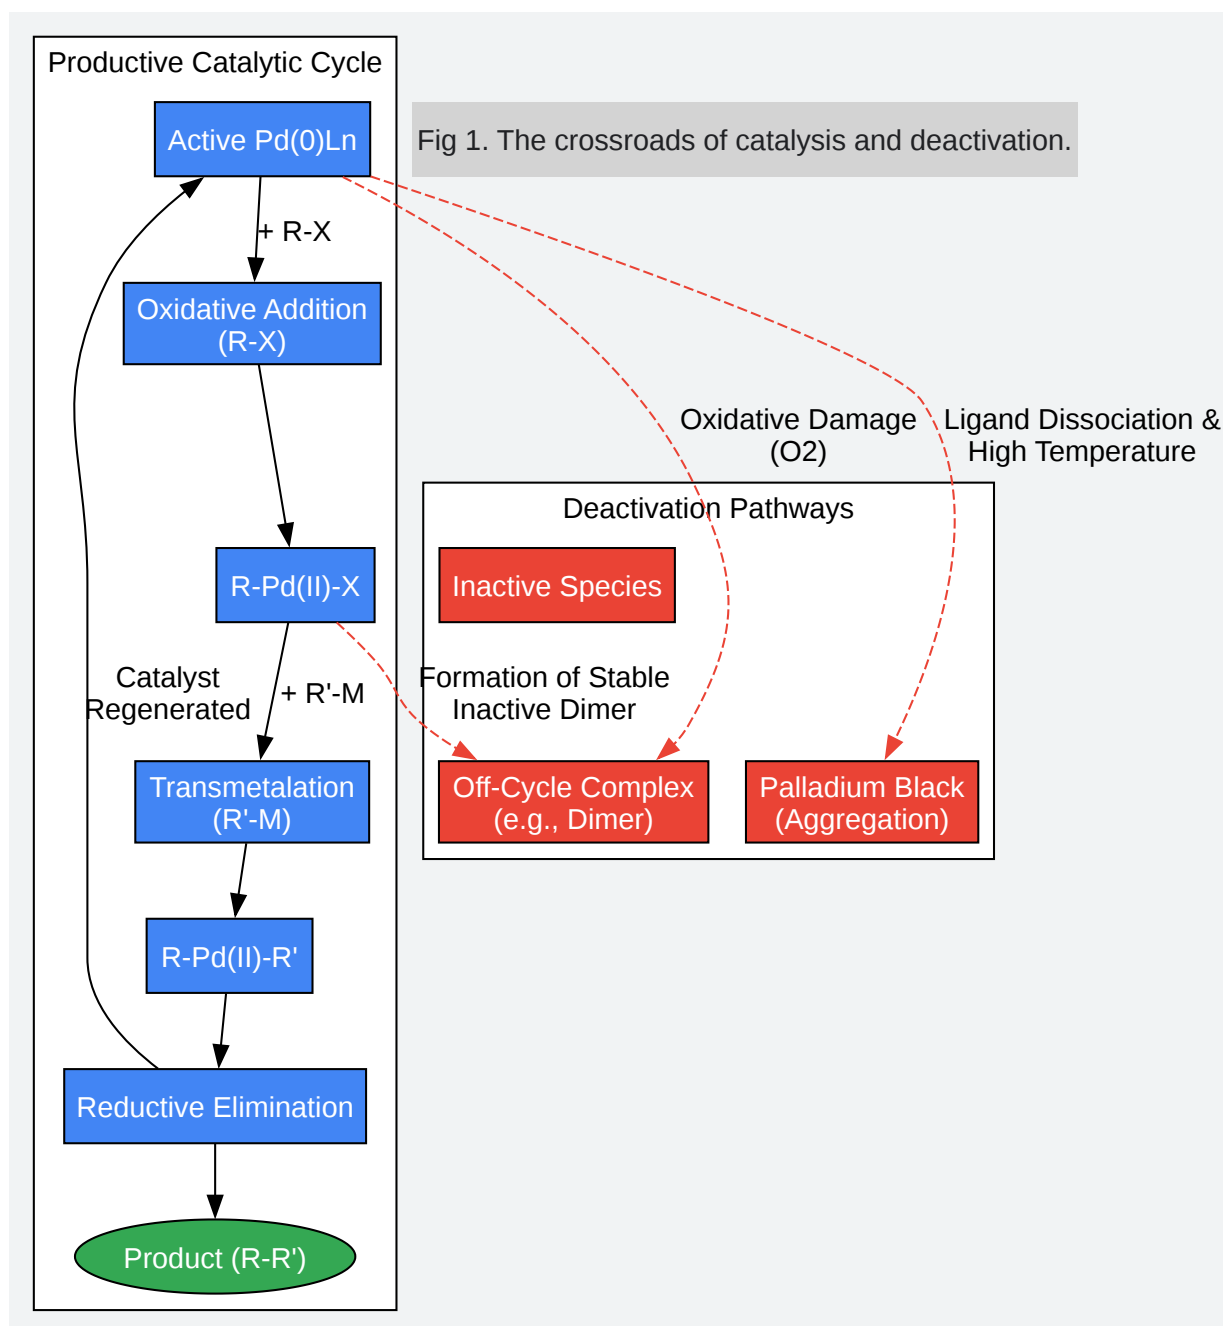 Productive Catalytic Cycle
Active Pd(0)Ln
Fig 1. The crossroads of catalysis and deactivation.
+ R-X
Oxidative Addition
(R-X)
Oxidative Damage
(O2)
Ligand Dissociation &
High Temperature
Deactivation Pathways
R-Pd(II)-X
Inactive Species
Catalyst
Regenerated
+ R'-M
Formation of Stable
Inactive Dimer
Transmetalation
(R'-M)
Off-Cycle Complex
(e.g., Dimer)
Palladium Black
(Aggregation)
R-Pd(II)-R'
Reductive Elimination
Product (R-R')